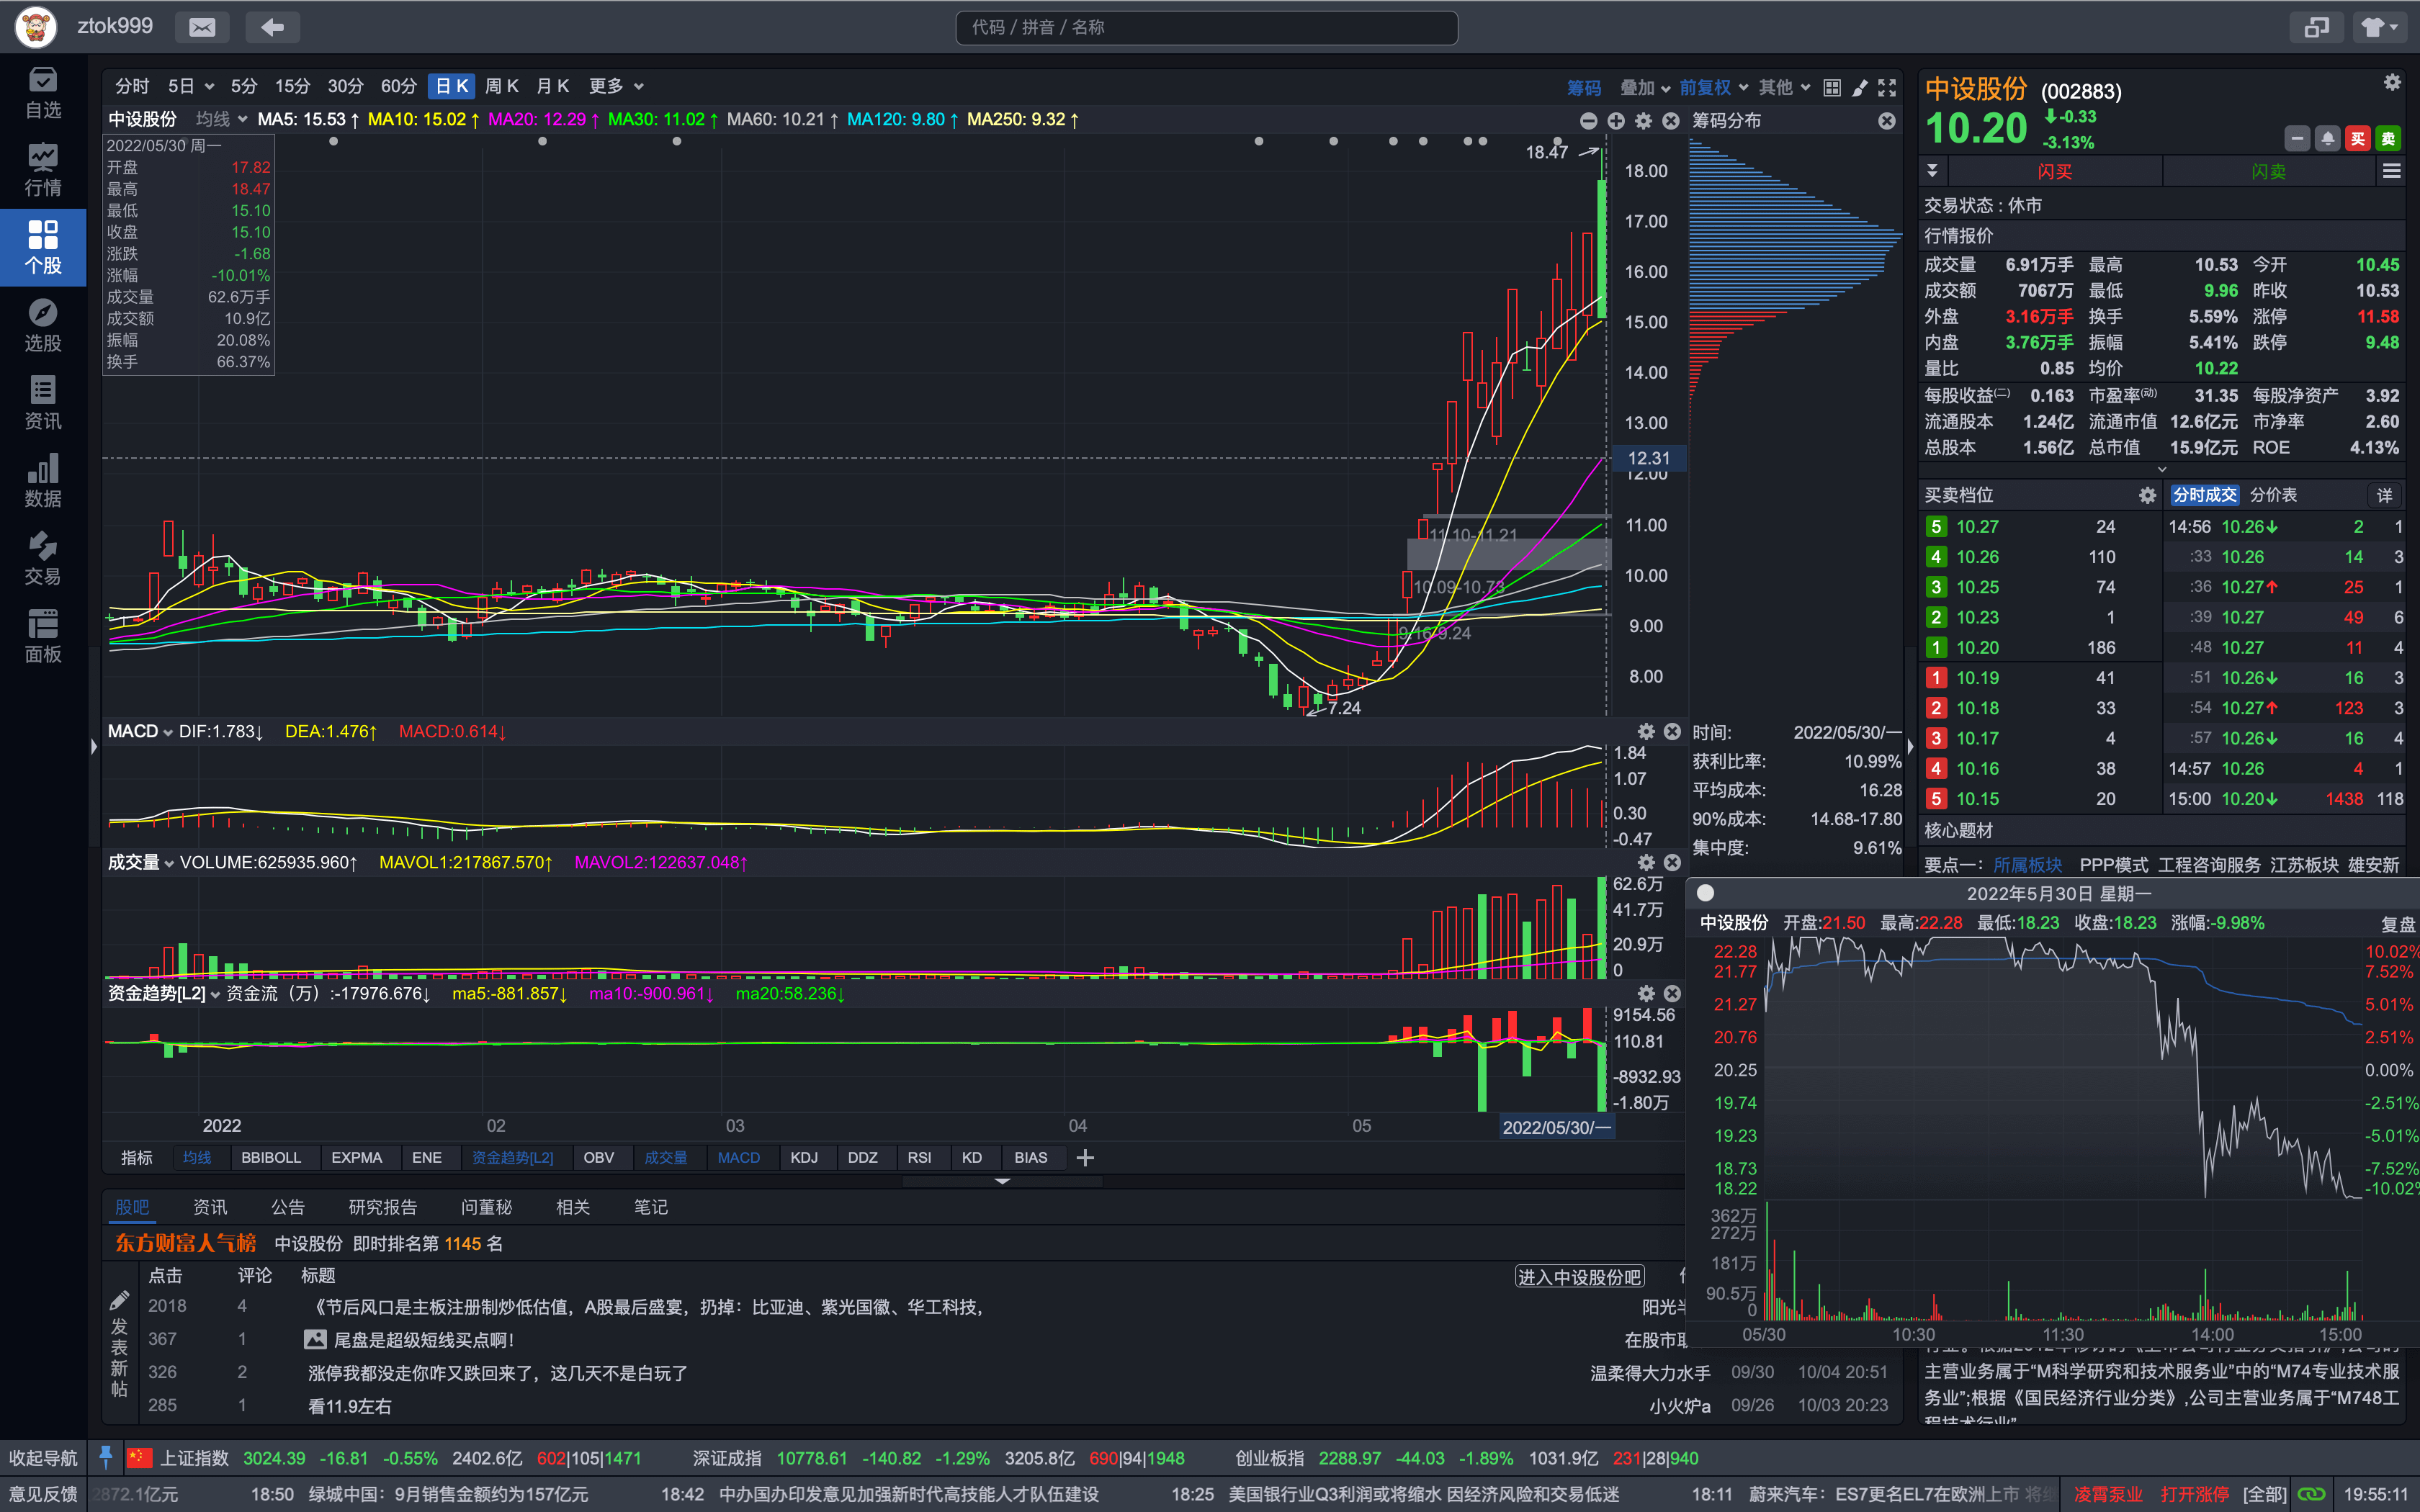 ztok999
代码 / 拼音 / 名称
自选
行情
个股
选股
资讯
数据
交易
面板
分时 5日 5分 15分 30分 60分 日K 周K 月K 更多
筹码 叠加 前复权 其他
中设股份 均线 MA5: 15.53↑ MA10: 15.02↑ MA20: 12.29↑ MA30: 11.02↑ MA60: 10.21↑ MA120: 9.80↑ MA250: 9.32↑
筹码分布
2022/05/30 周一
开盘 17.82
最高 18.47
最低 15.10
收盘 15.10
涨跌 -1.68
涨幅 -10.01%
成交量 62.6万手
成交额 10.9亿
振幅 20.08%
换手 66.37%
18.47
18.00
17.00
16.00
15.00
14.00
13.00
12.31
12.00
11.00
10.00
9.00
8.00
11.10-11.21
10.09-10.73
9.16-9.24
7.24
MACD DIF:1.783↓ DEA:1.476↑ MACD:0.614↓
1.84
1.07
0.30
-0.47
成交量 VOLUME:625935.960↑ MAVOL1:217867.570↑ MAVOL2:122637.048↑
62.6万
41.7万
20.9万
0
资金趋势[L2] 资金流（万）:-17976.676↓ ma5:-881.857↓ ma10:-900.961↓ ma20:58.236↓
9154.56
110.81
-8932.93
-1.80万
2022 02 03 04 05 2022/05/30/一
指标 均线 BBIBOLL EXPMA ENE 资金趋势[L2] OBV 成交量 MACD KDJ DDZ RSI KD BIAS
时间: 2022/05/30/一
获利比率: 10.99%
平均成本: 16.28
90%成本: 14.68-17.80
集中度: 9.61%
股吧 资讯 公告 研究报告 问董秘 相关 笔记
东方财富人气榜 中设股份 即时排名第 1145 名
点击 评论 标题 进入中设股份吧
发表新帖
2018 4 《节后风口是主板注册制炒低估值，A股最后盛宴，扔掉：比亚迪、紫光国徽、华工科技， 阳光半
367 1 尾盘是超级短线买点啊！ 在股市取
326 2 涨停我都没走你咋又跌回来了，这几天不是白玩了 温柔得大力水手 09/30 10/04 20:51
285 1 看11.9左右 小火炉a 09/26 10/03 20:23
中设股份 (002883)
10.20 -0.33
-3.13%
买 卖
闪买 闪卖
交易状态 : 休市
行情报价
成交量 6.91万手 最高 10.53 今开 10.45
成交额 7067万 最低 9.96 昨收 10.53
外盘 3.16万手 换手 5.59% 涨停 11.58
内盘 3.76万手 振幅 5.41% 跌停 9.48
量比 0.85 均价 10.22
每股收益(二) 0.163 市盈率(动) 31.35 每股净资产 3.92
流通股本 1.24亿 流通市值 12.6亿元 市净率 2.60
总股本 1.56亿 总市值 15.9亿元 ROE 4.13%
买卖档位 分时成交 分价表 详
5 10.27 24 14:56 10.26↓ 2 1
4 10.26 110 :33 10.26 14 3
3 10.25 74 :36 10.27↑ 25 1
2 10.23 1 :39 10.27 49 6
1 10.20 186 :48 10.27 11 4
1 10.19 41 :51 10.26↓ 16 3
2 10.18 33 :54 10.27↑ 123 3
3 10.17 4 :57 10.26↓ 16 4
4 10.16 38 14:57 10.26 4 1
5 10.15 20 15:00 10.20↓ 1438 118
核心题材
要点一： 所属板块 PPP模式 工程咨询服务 江苏板块 雄安新
2022年5月30日 星期一
中设股份 开盘:21.50 最高:22.28 最低:18.23 收盘:18.23 涨幅:-9.98% 复盘
22.28 10.02%
21.77 7.52%
21.27 5.01%
20.76 2.51%
20.25 0.00%
19.74 -2.51%
19.23 -5.01%
18.73 -7.52%
18.22 -10.02%
362万
272万
181万
90.5万
0
05/30 10:30 11:30 14:00 15:00
主营业务属于“M科学研究和技术服务业”中的“M74专业技术服
务业”;根据《国民经济行业分类》,公司主营业务属于“M748工
程技术行业”
收起导航 上证指数 3024.39 -16.81 -0.55% 2402.6亿 602|105|1471 深证成指 10778.61 -140.82 -1.29% 3205.8亿 690|94|1948 创业板指 2288.97 -44.03 -1.89% 1031.9亿 231|28|940
意见反馈 2872.1亿元 18:50 绿城中国：9月销售金额约为157亿元 18:42 中办国办印发意见加强新时代高技能人才队伍建设 18:25 美国银行业Q3利润或将缩水 因经济风险和交易低迷 18:11 蔚来汽车：ES7更名EL7在欧洲上市 凌霄泵业 打开涨停 [全部] 19:55:11